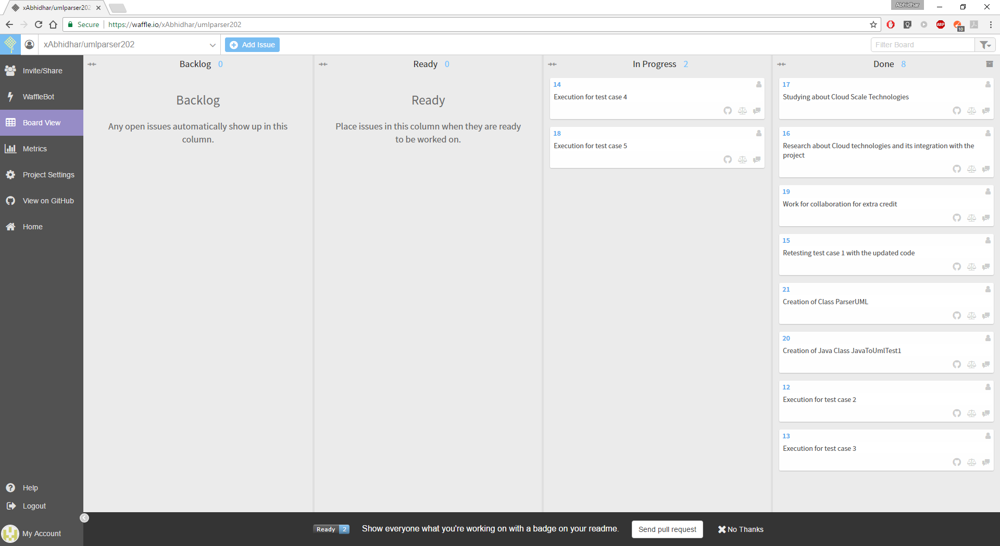 xAbhidhar/umlparser202
Abhidhar
Secure
https://waffle.io/xAbhidhar/umlparser202
ABP
10
xAbhidhar/umlparser202
Add Issue
Filter Board
Invite/Share
WaffleBot
Board View
Metrics
Project Settings
View on GitHub
Home
Help
Logout
My Account
Backlog 0
Backlog
Any open issues automatically show up in this
column.
Ready 0
Ready
Place issues in this column when they are ready
to be worked on.
In Progress 2
14
Execution for test case 4
18
Execution for test case 5
Done 8
17
Studying about Cloud Scale Technologies
16
Research about Cloud technologies and its integration with the
project
19
Work for collaboration for extra credit
15
Retesting test case 1 with the updated code
21
Creation of Class ParserUML
20
Creation of Java Class JavaToUmlTest1
12
Execution for test case 2
13
Execution for test case 3
Ready 2
Show everyone what you're working on with a badge on your readme.
Send pull request
No Thanks